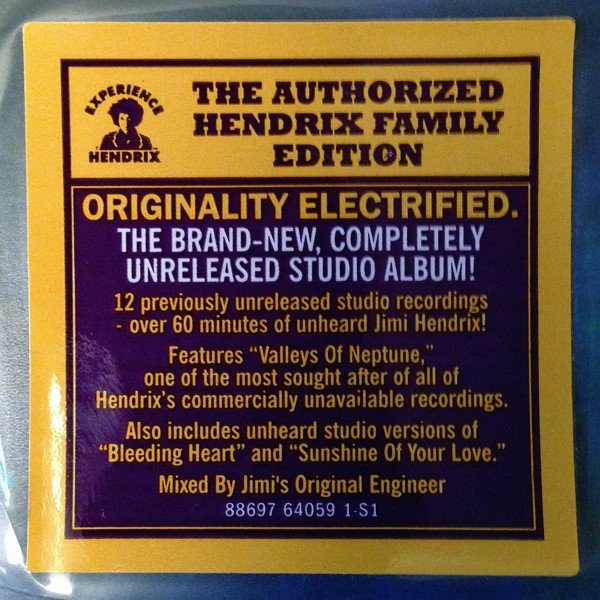 EXPERIENCE
HENDRIX
THE AUTHORIZED
HENDRIX FAMILY
EDITION
ORIGINALITY ELECTRIFIED.
THE BRAND-NEW, COMPLETELY
UNRELEASED STUDIO ALBUM!
12 previously unreleased studio recordings
- over 60 minutes of unheard Jimi Hendrix!
Features “Valleys Of Neptune,”
one of the most sought after of all of
Hendrix's commercially unavailable recordings.
Also includes unheard studio versions of
“Bleeding Heart” and “Sunshine Of Your Love.”
Mixed By Jimi's Original Engineer
88697 64059 1-S1